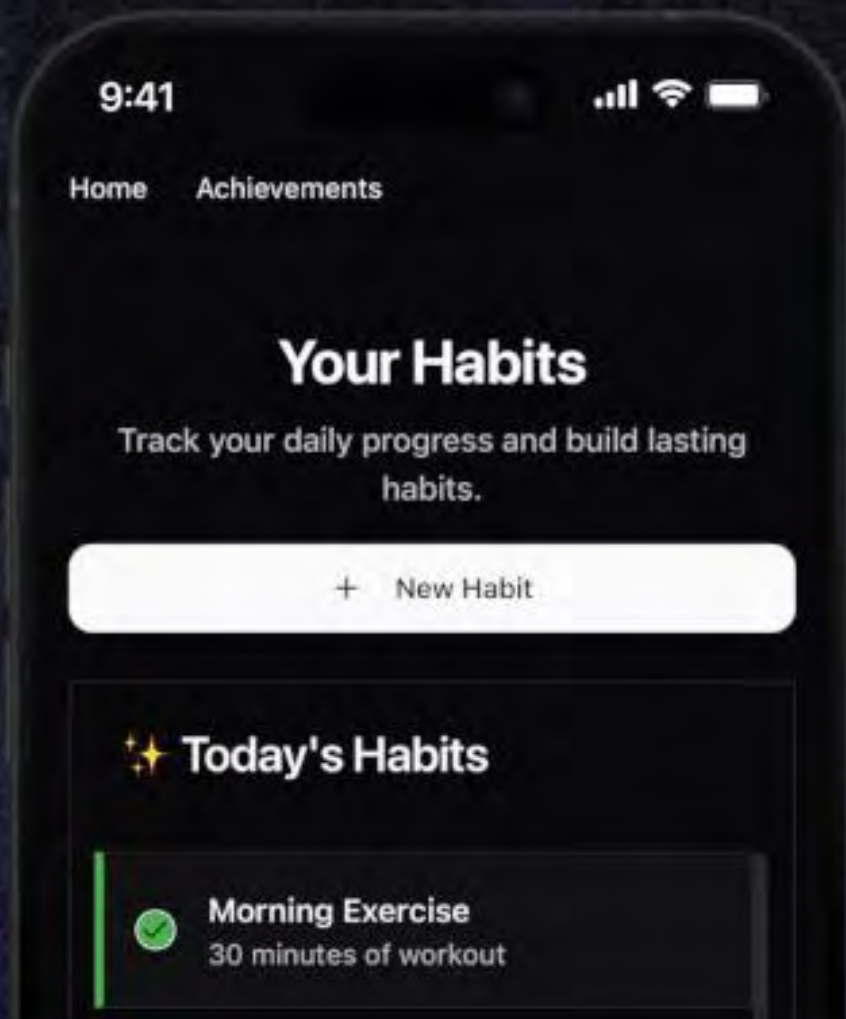 9:41
Home Achievements
Your Habits
Track your daily progress and build lasting
habits.
+ New Habit
✨ Today's Habits
Morning Exercise
30 minutes of workout